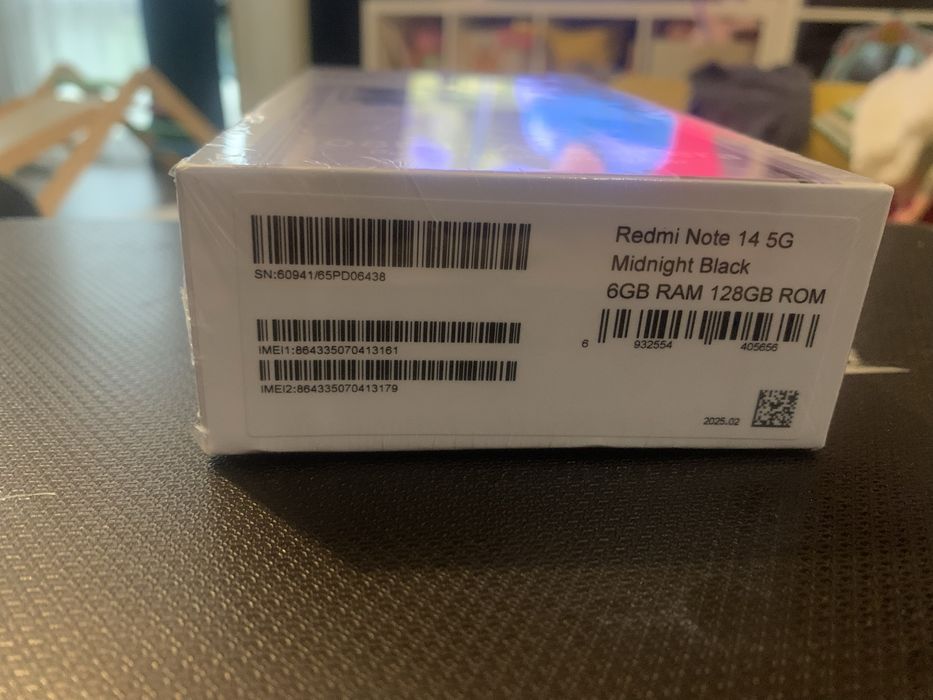 SN:60941/65PD06438
IMEI1:864335070413161
IMEI2:864335070413179
Redmi Note 14 5G
Midnight Black
6GB RAM 128GB ROM
6 932554 405656
2025.02